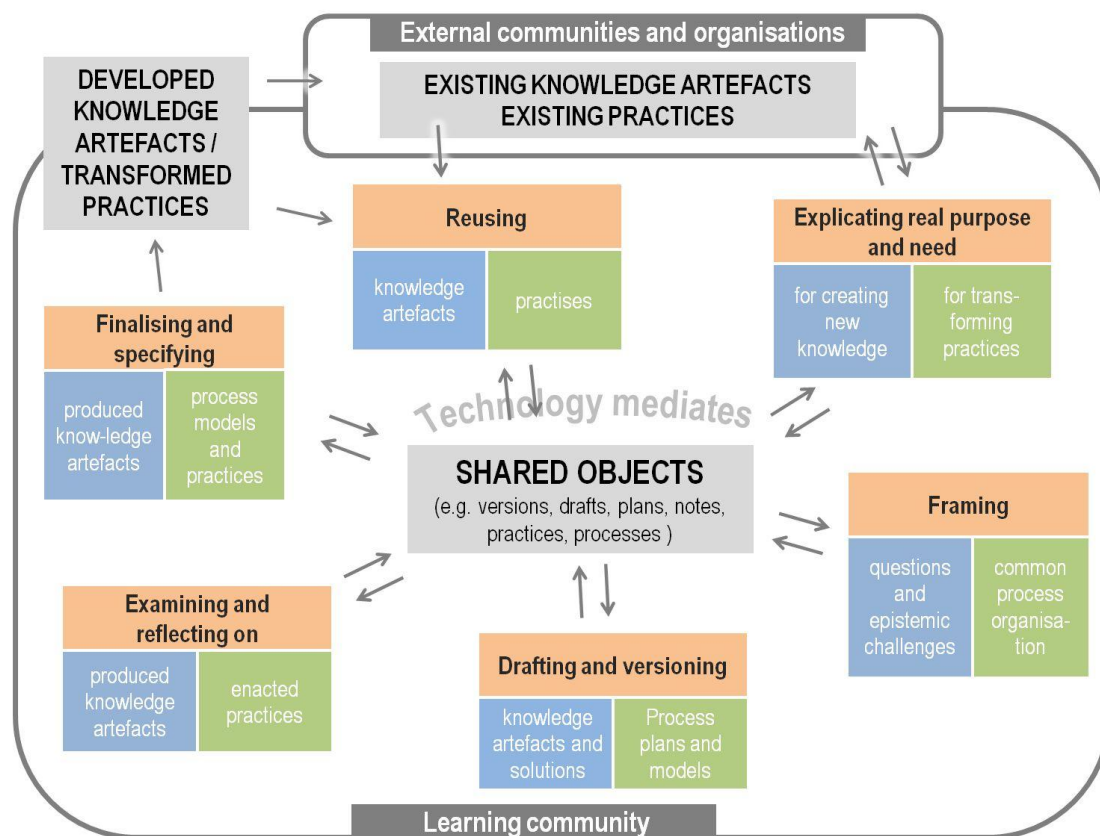 External communities and organisations
EXISTING KNOWLEDGE ARTEFACTS
EXISTING PRACTICES
DEVELOPED
KNOWLEDGE
ARTEFACTS /
TRANSFORMED
PRACTICES
Reusing
knowledge
artefacts
practises
Explicating real purpose
and need
for creating
new
knowledge
for trans-
forming
practices
Finalising and
specifying
produced
know-ledge
artefacts
process
models
and
practices
Technology mediates
SHARED OBJECTS
(e.g. versions, drafts, plans, notes,
practices, processes )
Framing
questions
and
epistemic
challenges
common
process
organisa-
tion
Examining and
reflecting on
produced
knowledge
artefacts
enacted
practices
Drafting and versioning
knowledge
artefacts and
solutions
Process
plans and
models
Learning community